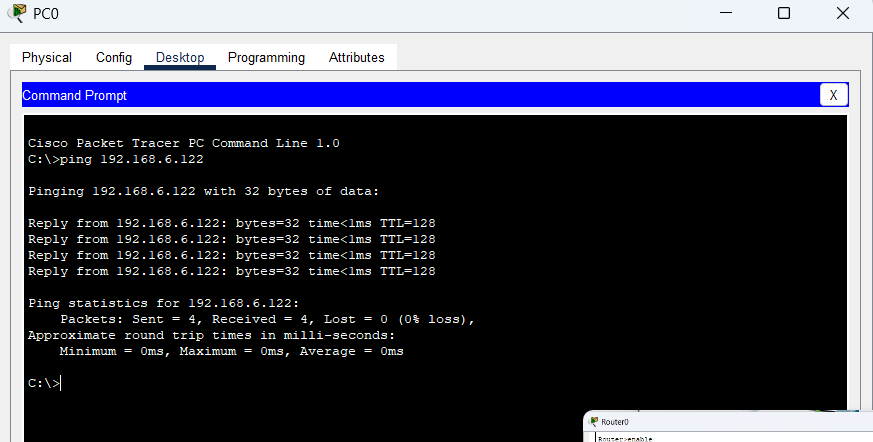 PC0
Physical Config Desktop Programming Attributes
Command Prompt
X
Cisco Packet Tracer PC Command Line 1.0
C:\>ping 192.168.6.122
Pinging 192.168.6.122 with 32 bytes of data:
Reply from 192.168.6.122: bytes=32 time<1ms TTL=128
Reply from 192.168.6.122: bytes=32 time<1ms TTL=128
Reply from 192.168.6.122: bytes=32 time<1ms TTL=128
Reply from 192.168.6.122: bytes=32 time<1ms TTL=128
Ping statistics for 192.168.6.122:
Packets: Sent = 4, Received = 4, Lost = 0 (0% loss),
Approximate round trip times in milli-seconds:
Minimum = 0ms, Maximum = 0ms, Average = 0ms
C:\>
Router0
Router>enable